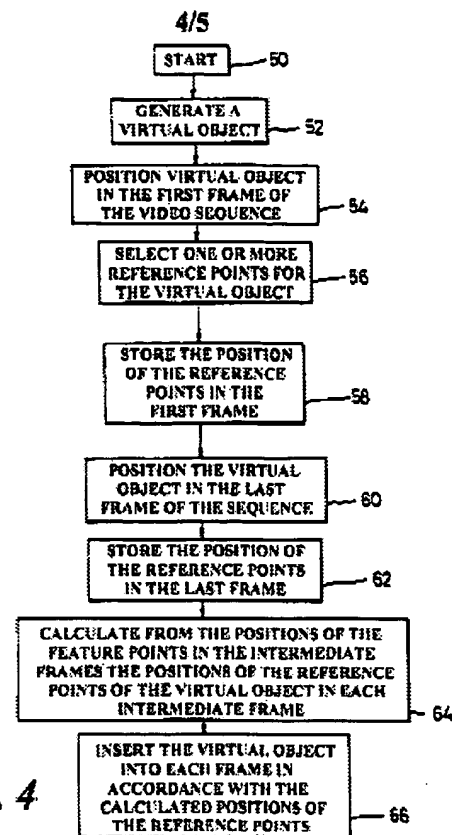 4/5
START
50
GENERATE A
VIRTUAL OBJECT
52
POSITION VIRTUAL OBJECT
IN THE FIRST FRAME OF
THE VIDEO SEQUENCE
54
SELECT ONE OR MORE
REFERENCE POINTS FOR
THE VIRTUAL OBJECT
56
STORE THE POSITION
OF THE REFERENCE
POINTS IN THE
FIRST FRAME
58
POSITION THE VIRTUAL
OBJECT IN THE LAST
FRAME OF THE SEQUENCE
60
STORE THE POSITION OF
THE REFERENCE POINTS
IN THE LAST FRAME
62
CALCULATE FROM THE POSITIONS OF THE
FEATURE POINTS IN THE INTERMEDIATE
FRAMES THE POSITIONS OF THE REFERENCE
POINTS OF THE VIRTUAL OBJECT IN EACH
INTERMEDIATE FRAME
64
INSERT THE VIRTUAL OBJECT
INTO EACH FRAME IN
ACCORDANCE WITH THE
CALCULATED POSITIONS OF
THE REFERENCE POINTS
66
4